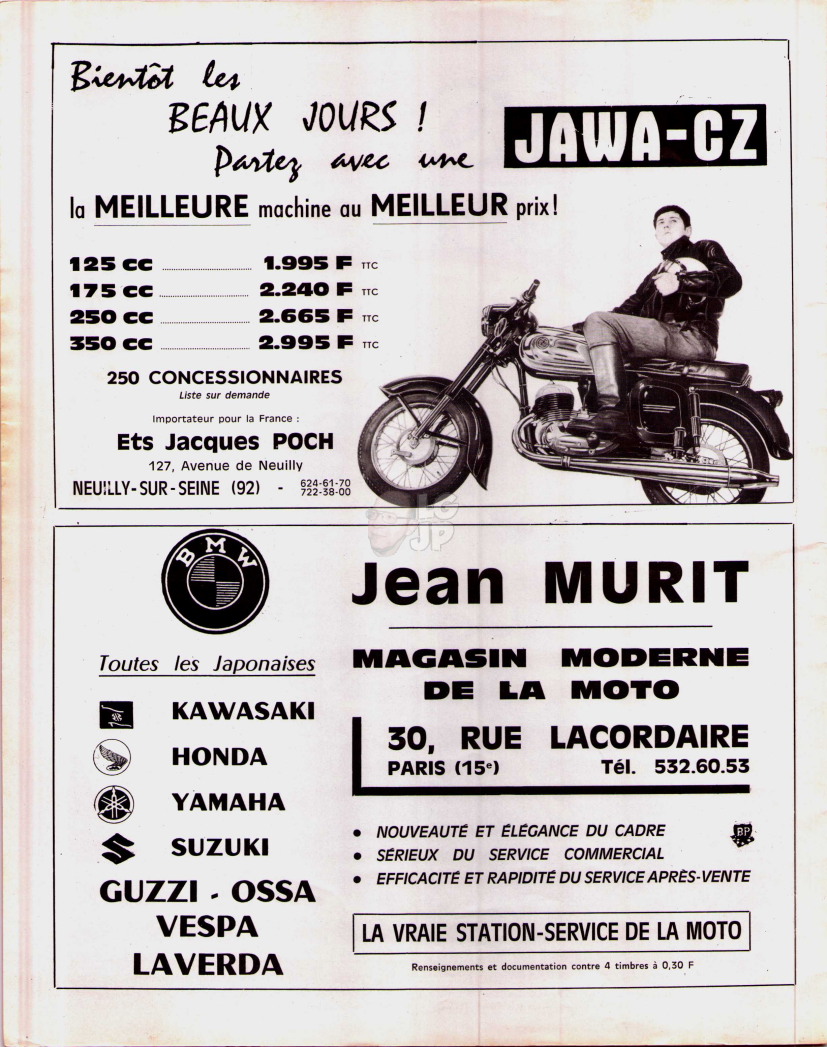 Bientôt les
BEAUX JOURS !
Partez avec une
JAWA-CZ
la MEILLEURE machine au MEILLEUR prix!
125 cc ........................ 1.995 F TTC
175 cc ........................ 2.240 F TTC
250 cc ........................ 2.665 F TTC
350 cc ........................ 2.995 F TTC
250 CONCESSIONNAIRES
Liste sur demande
Importateur pour la France :
Ets Jacques POCH
127, Avenue de Neuilly
NEUILLY-SUR-SEINE (92) - 624-61-70
722-38-00
LG
JP
BMW
Toutes les Japonaises
KAWASAKI
HONDA
YAMAHA
SUZUKI
GUZZI - OSSA
VESPA
LAVERDA
Jean MURIT
MAGASIN MODERNE
DE LA MOTO
30, RUE LACORDAIRE
PARIS (15e) Tél. 532.60.53
• NOUVEAUTÉ ET ÉLÉGANCE DU CADRE
BP
• SÉRIEUX DU SERVICE COMMERCIAL
• EFFICACITÉ ET RAPIDITÉ DU SERVICE APRÈS-VENTE
LA VRAIE STATION-SERVICE DE LA MOTO
Renseignements et documentation contre 4 timbres à 0,30 F